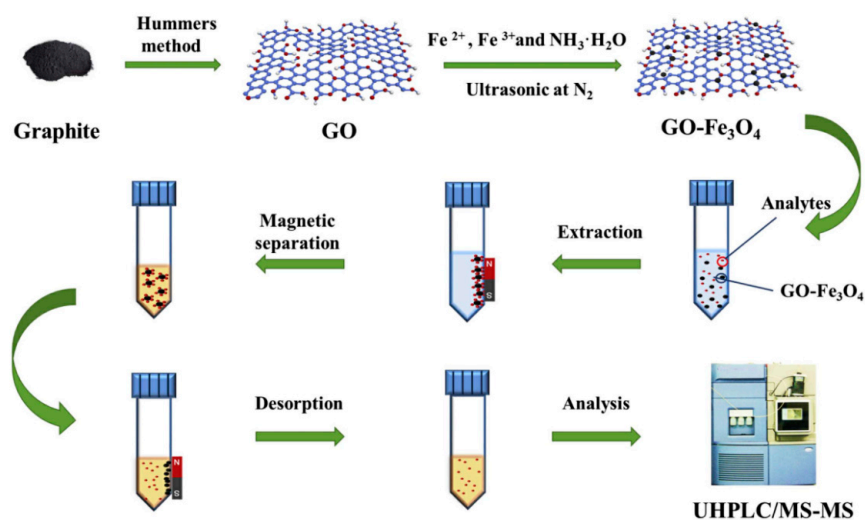 Hummers
method
Fe ²⁺, Fe ³⁺and NH₃·H₂O
Ultrasonic at N₂
Graphite
GO
GO-Fe₃O₄
Magnetic
separation
Extraction
Analytes
GO-Fe₃O₄
N
S
Desorption
Analysis
N
S
UHPLC/MS-MS